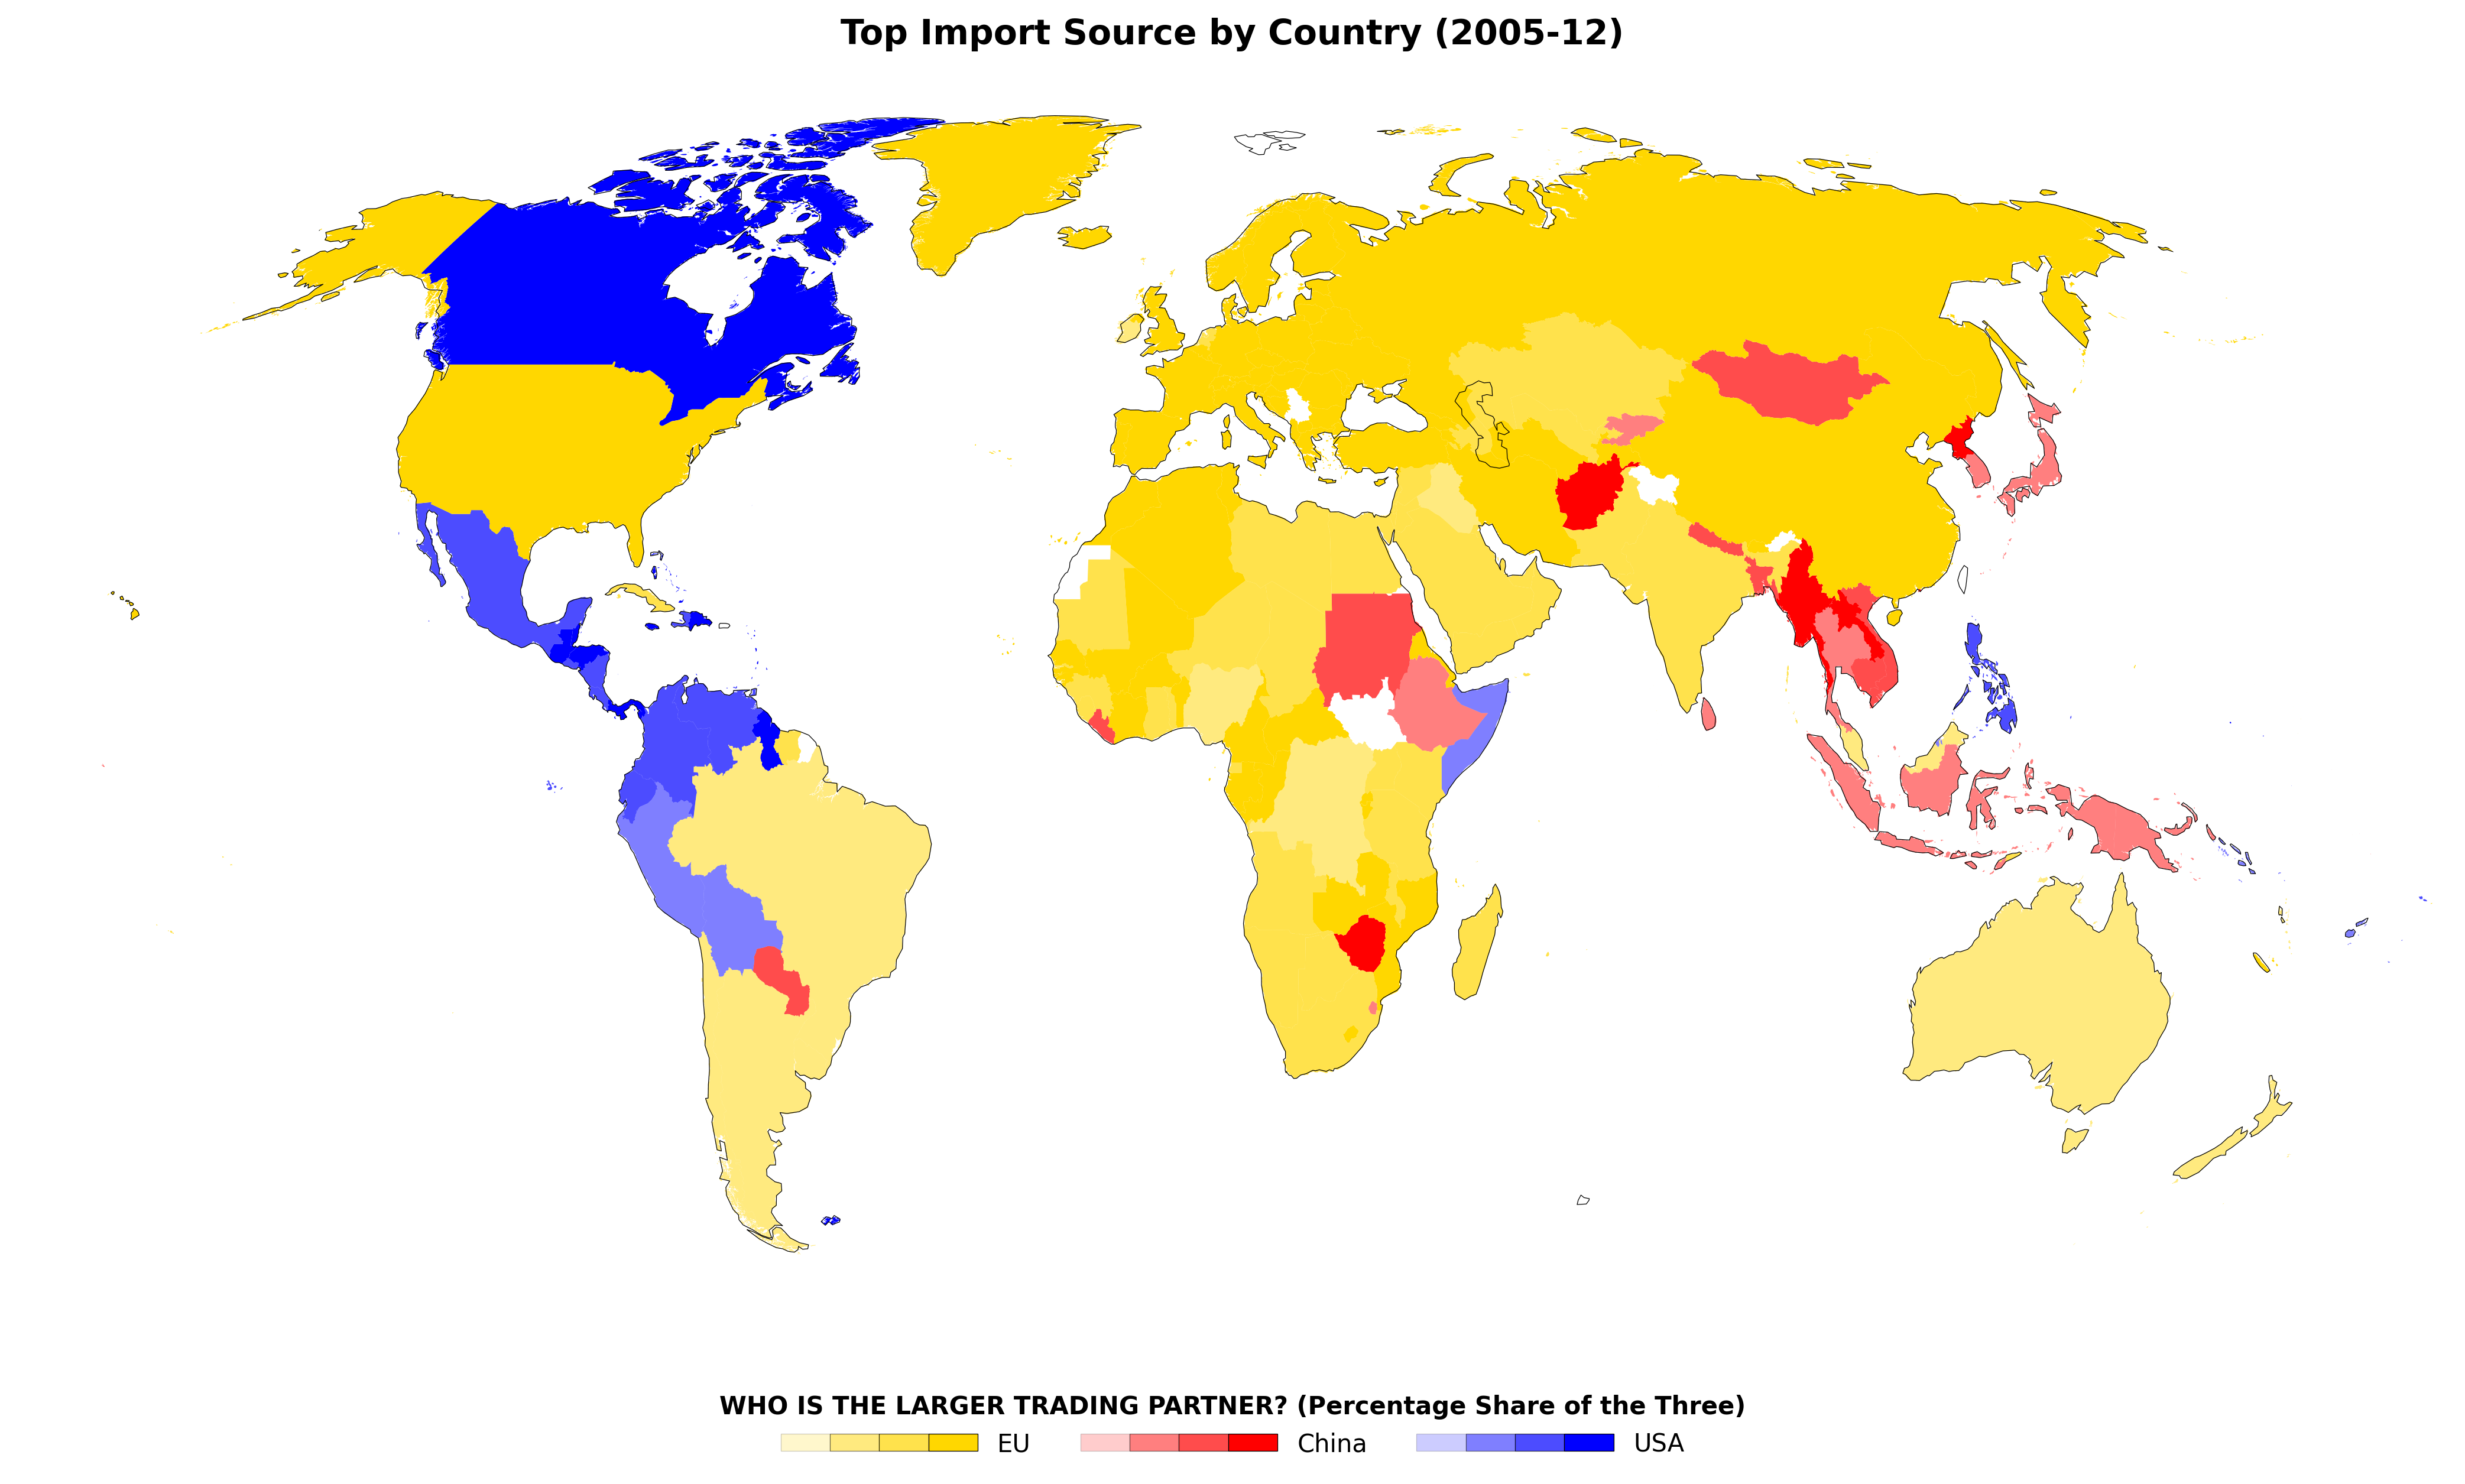 Top Import Source by Country (2005-12)
WHO IS THE LARGER TRADING PARTNER? (Percentage Share of the Three)
EU China USA